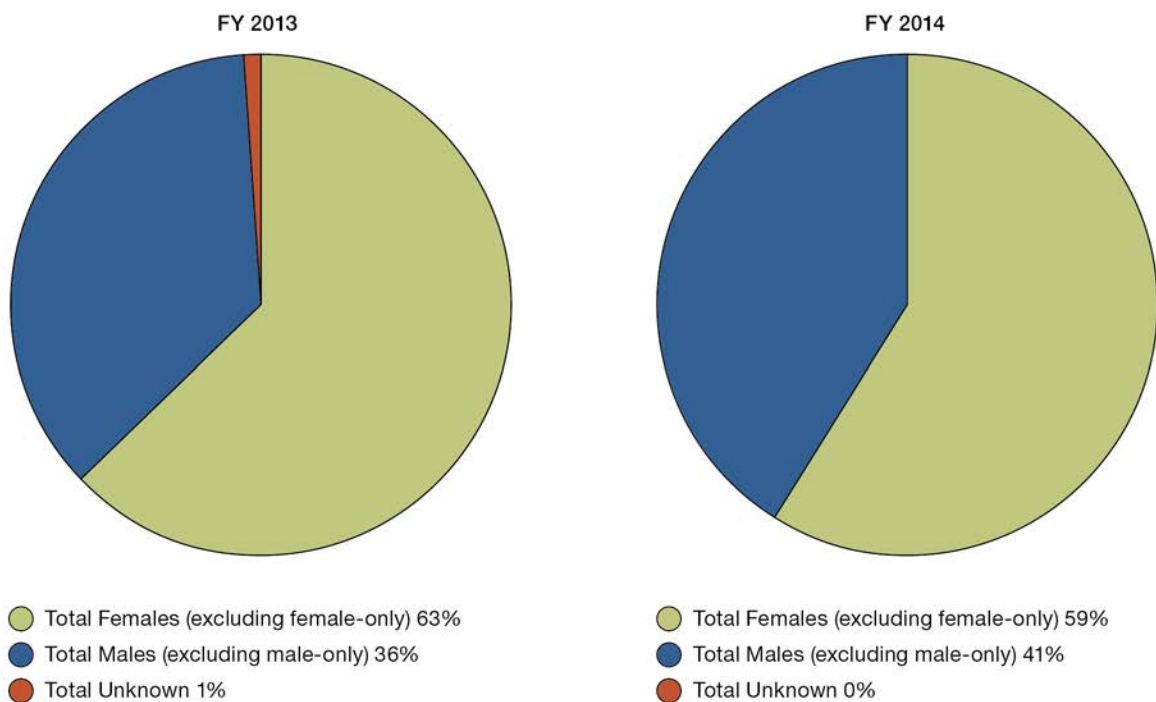 FY 2013
Total Females (excluding female-only) 63%
Total Males (excluding male-only) 36%
Total Unknown 1%
FY 2014
Total Females (excluding female-only) 59%
Total Males (excluding male-only) 41%
Total Unknown 0%